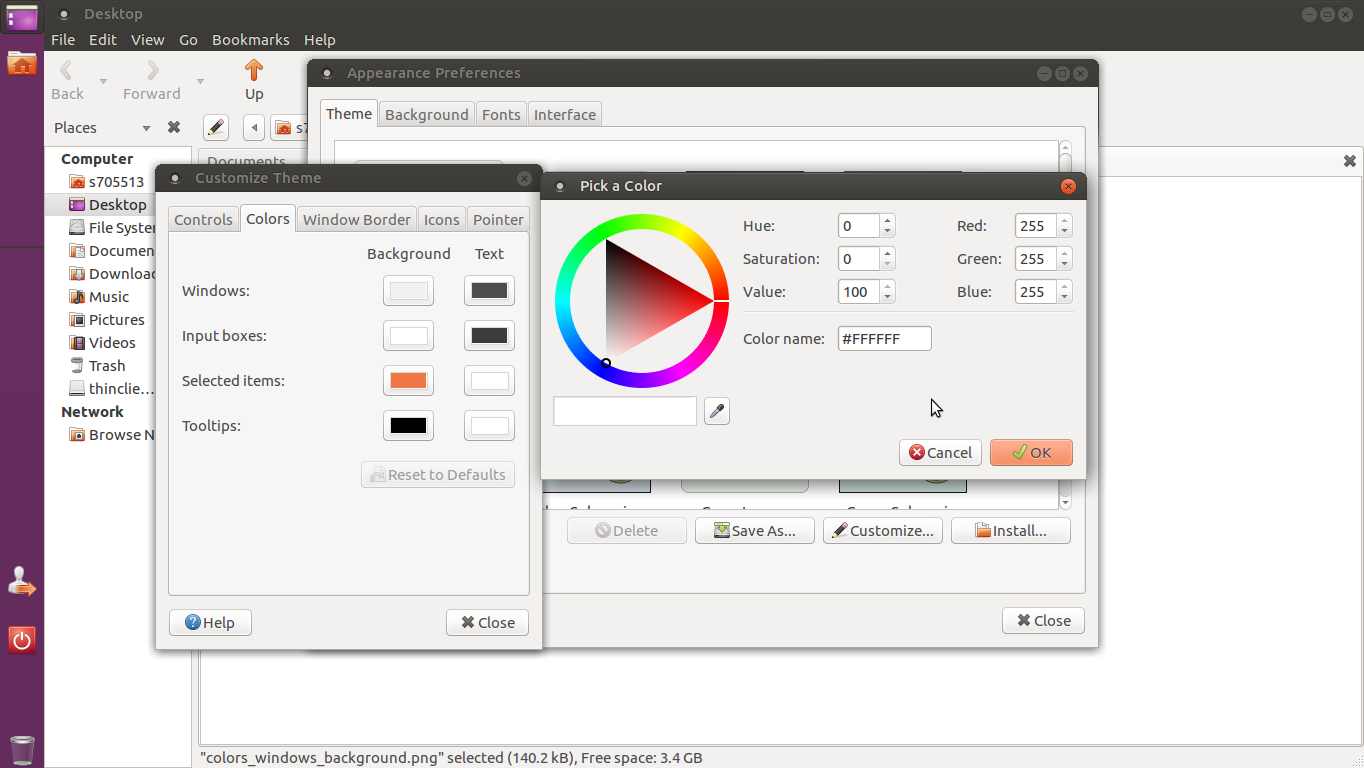 Desktop
File Edit View Go Bookmarks Help
Back Forward Up
Places
Computer
s705513
Desktop
File Syste
Documen
Downloac
Music
Pictures
Videos
Trash
thinclie...
Network
Browse N
s7
Documents
Appearance Preferences
Theme Background Fonts Interface
Delete Save As... Customize... Install...
Close
Customize Theme
Controls Colors Window Border Icons Pointer
Background Text
Windows:
Input boxes:
Selected items:
Tooltips:
Reset to Defaults
Help Close
Pick a Color
Hue: 0 Red: 255
Saturation: 0 Green: 255
Value: 100 Blue: 255
Color name: #FFFFFF
Cancel OK
"colors_windows_background.png" selected (140.2 kB), Free space: 3.4 GB